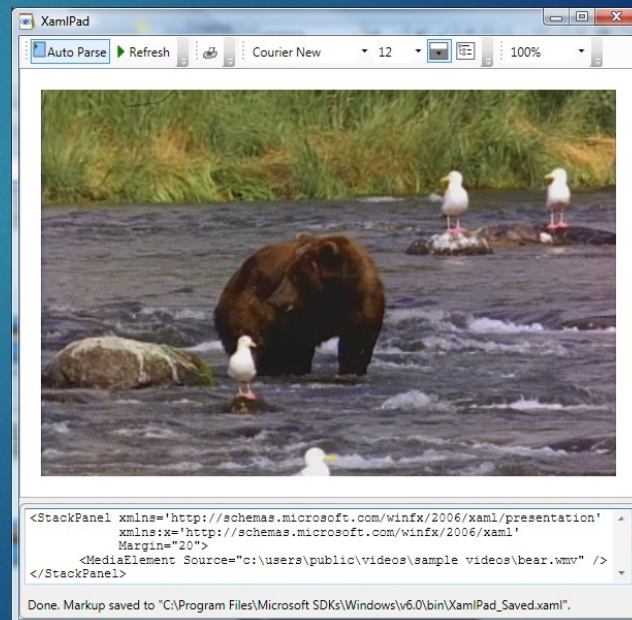 XamlPad
Auto Parse Refresh Courier New 12 100%
<StackPanel xmlns='http://schemas.microsoft.com/winfx/2006/xaml/presentation'
xmlns:x='http://schemas.microsoft.com/winfx/2006/xaml'
Margin="20">
<MediaElement Source="c:\users\public\videos\sample videos\bear.wmv" />
</StackPanel>
Done. Markup saved to "C:\Program Files\Microsoft SDKs\Windows\v6.0\bin\XamlPad_Saved.xaml".